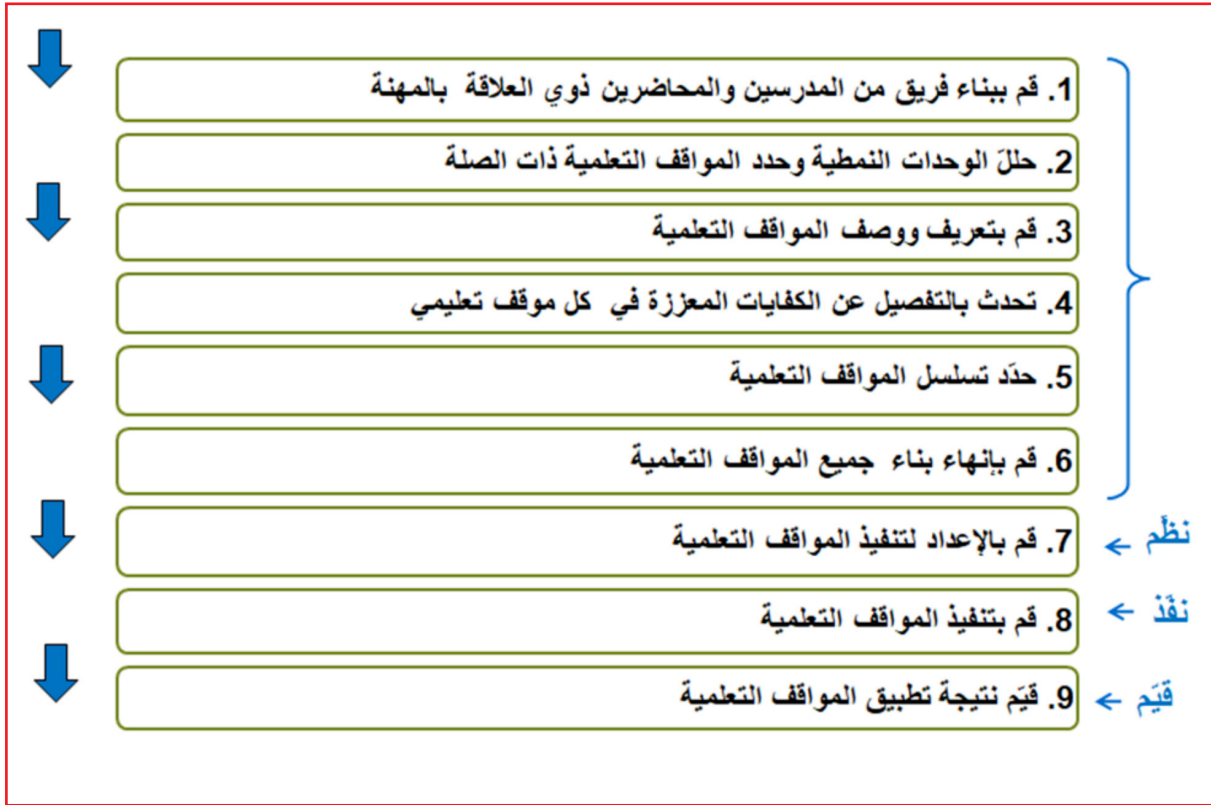 1. قم ببناء فريق من المدرسين والمحاضرين ذوي العلاقة بالمهنة
2. حللّ الوحدات النمطية وحدد المواقف التعلمية ذات الصلة
3. قم بتعريف ووصف المواقف التعلمية
4. تحدث بالتفصيل عن الكفايات المعززة في كل موقف تعليمي
5. حدّد تسلسل المواقف التعلمية
6. قم بإنهاء بناء جميع المواقف التعلمية
نظّم
7. قم بالإعداد لتنفيذ المواقف التعلمية
نفّذ
8. قم بتنفيذ المواقف التعلمية
قيّم
9. قيّم نتيجة تطبيق المواقف التعلمية